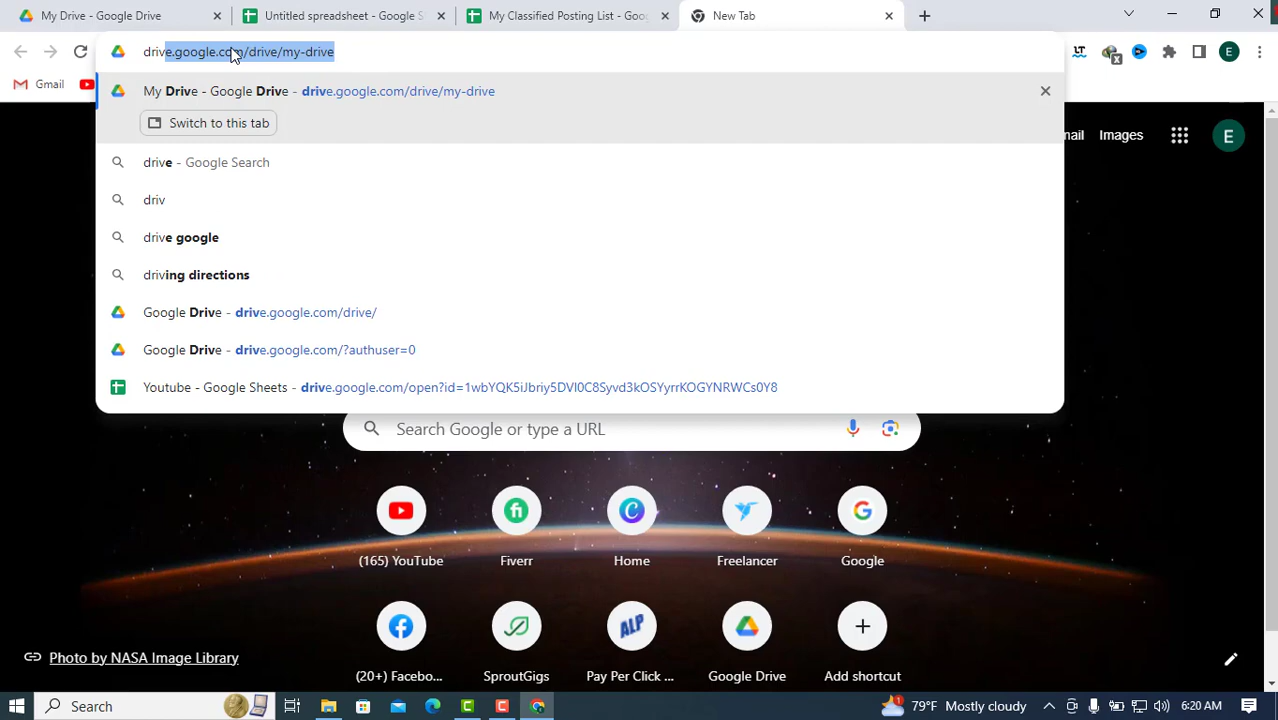 My Drive - Google Drive
Untitled spreadsheet - Google S
My Classified Posting List - Goog
New Tab
drive.google.com/drive/my-drive
Gmail
My Drive - Google Drive - drive.google.com/drive/my-drive
Switch to this tab
drive - Google Search
driv
drive google
driving directions
Google Drive - drive.google.com/drive/
Google Drive - drive.google.com/?authuser=0
Youtube - Google Sheets - drive.google.com/open?id=1wbYQK5iJbriy5DVI0C8Syvd3kOSYyrrKOGYNRWCs0Y8
mail
Images
E
E
Search Google or type a URL
(165) YouTube
Fiverr
Home
Freelancer
Google
ALP
(20+) Facebo...
SproutGigs
Pay Per Click ...
Google Drive
Add shortcut
Photo by NASA Image Library
Search
79°F Mostly cloudy
6:20 AM